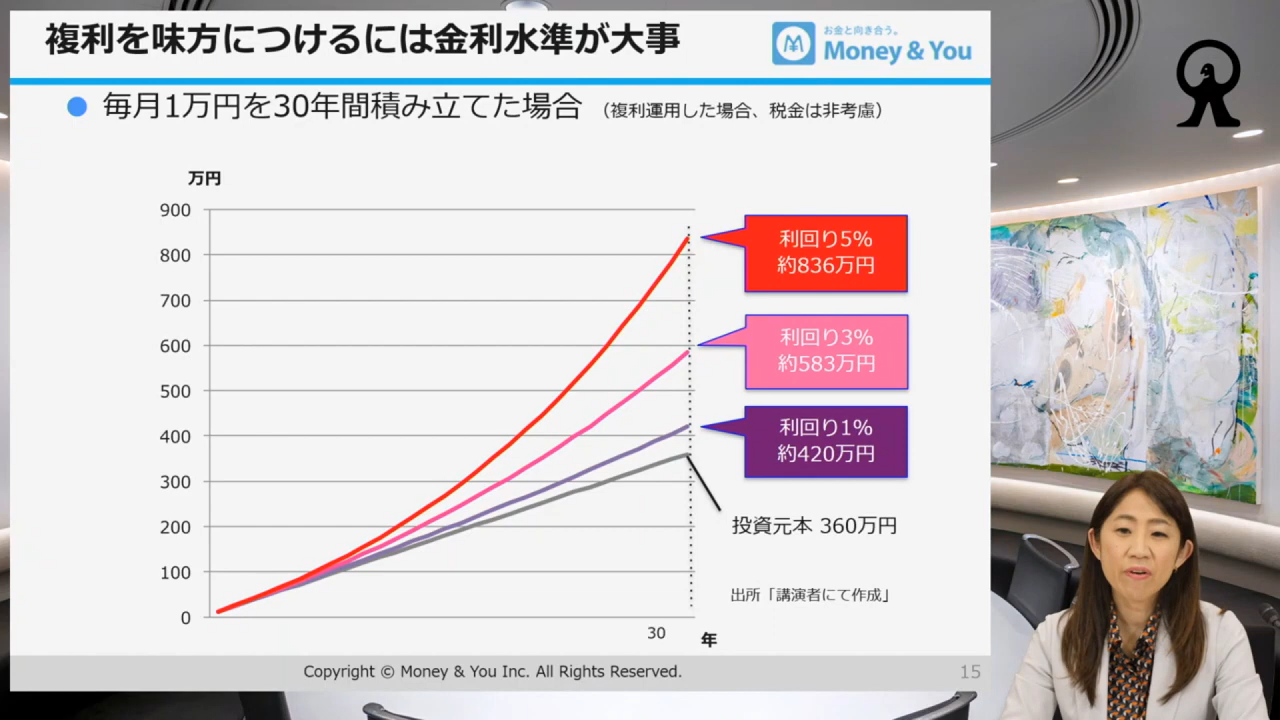 複利を味方につけるには金利水準が大事
お金と向き合う。
Money & You
毎月1万円を30年間積み立てた場合 （複利運用した場合、税金は非考慮）
万円
900
800
700
600
500
400
300
200
100
0
利回り5%
約836万円
利回り3%
約583万円
利回り1%
約420万円
投資元本 360万円
出所「講演者にて作成」
30
年
Copyright © Money & You Inc. All Rights Reserved.
15